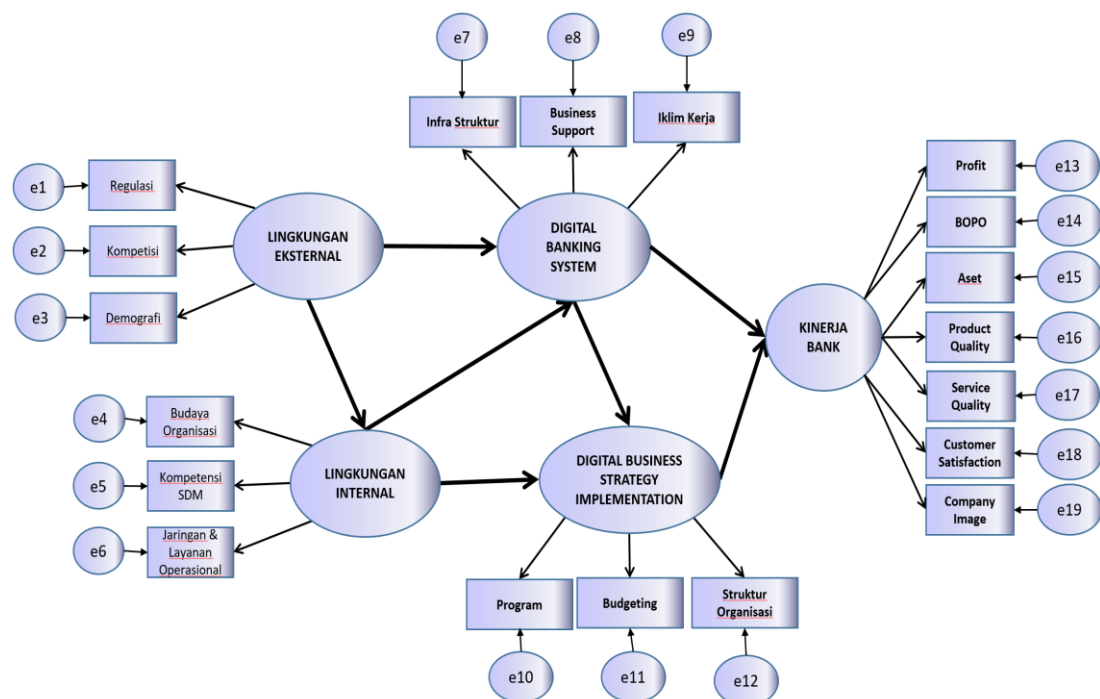 e7
e8
e9
Infra Struktur
Business
Support
Iklim Kerja
e1
Regulasi
e2
Kompetisi
e3
Demografi
LINGKUNGAN
EKSTERNAL
DIGITAL
BANKING
SYSTEM
Profit
e13
BOPO
e14
Aset
e15
KINERJA
BANK
Product
Quality
e16
Service
Quality
e17
Customer
Satisfaction
e18
Company
Image
e19
e4
Budaya
Organisasi
e5
Kompetensi
SDM
e6
Jaringan &
Layanan
Operasional
LINGKUNGAN
INTERNAL
DIGITAL BUSINESS
STRATEGY
IMPLEMENTATION
Program
Budgeting
Struktur
Organisasi
e10
e11
e12